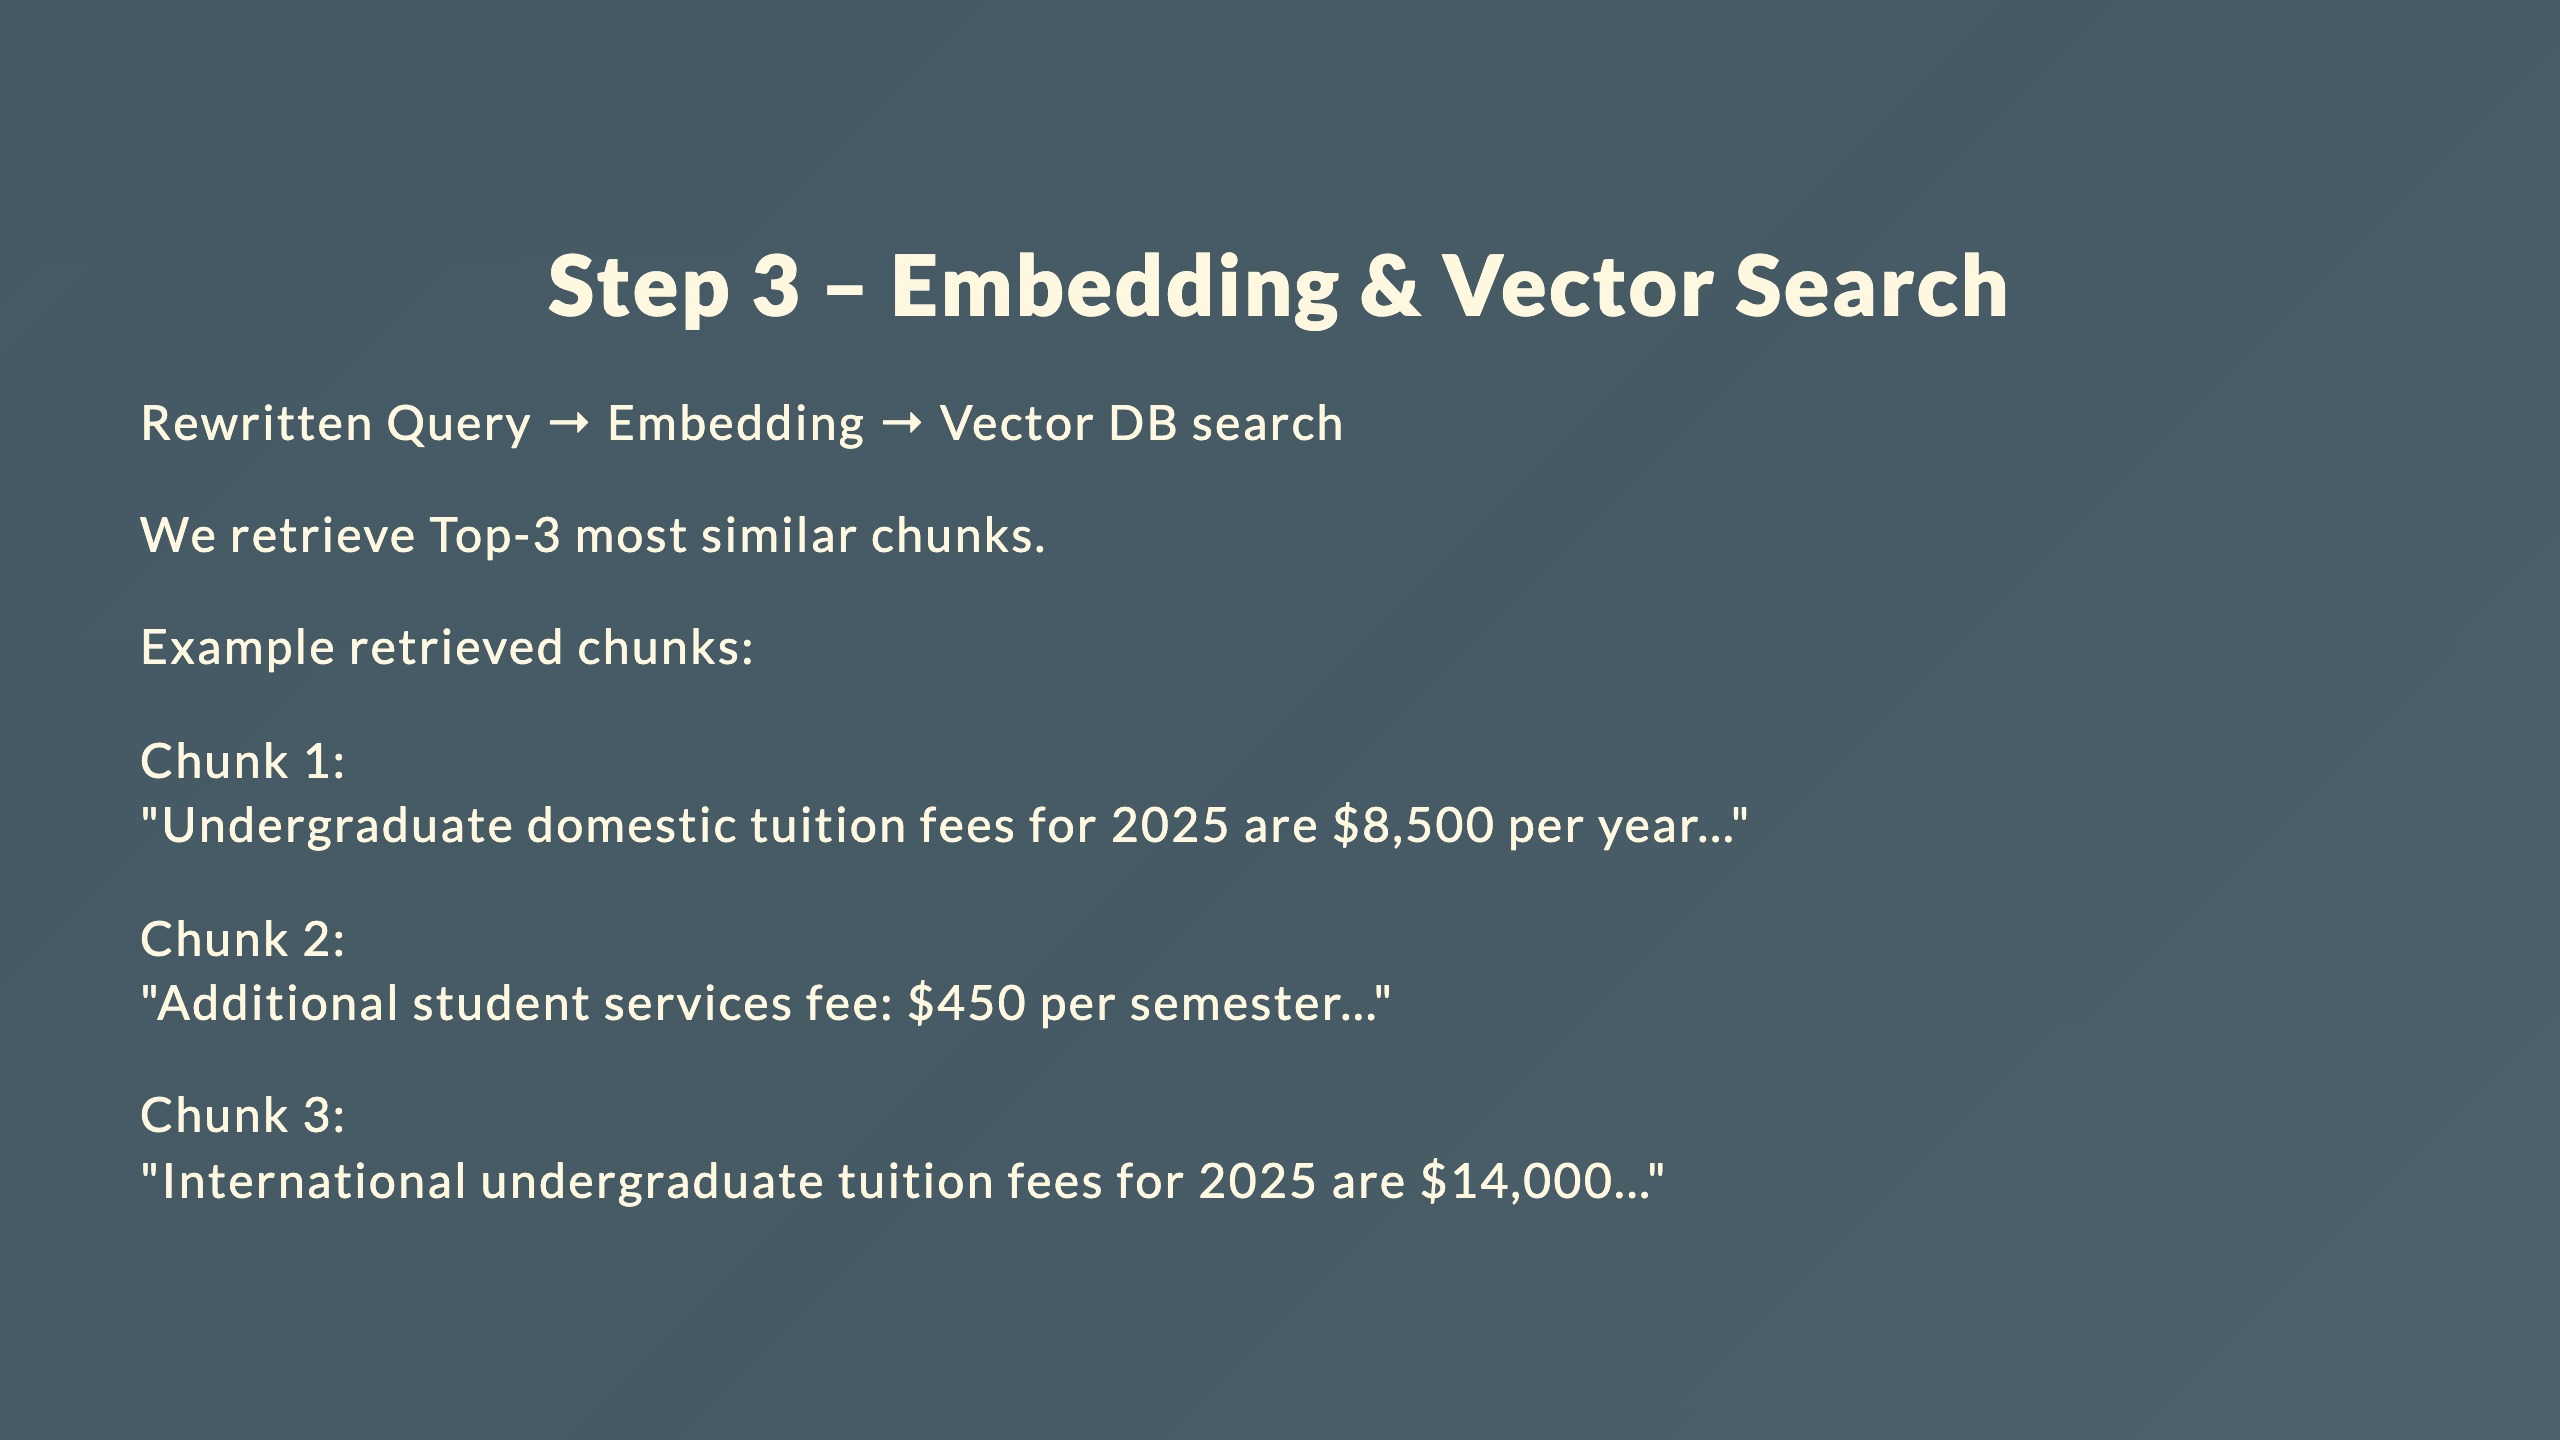 Step 3 – Embedding & Vector Search
Rewritten Query → Embedding → Vector DB search
We retrieve Top-3 most similar chunks.
Example retrieved chunks:
Chunk 1:
"Undergraduate domestic tuition fees for 2025 are $8,500 per year..."
Chunk 2:
"Additional student services fee: $450 per semester..."
Chunk 3:
"International undergraduate tuition fees for 2025 are $14,000..."